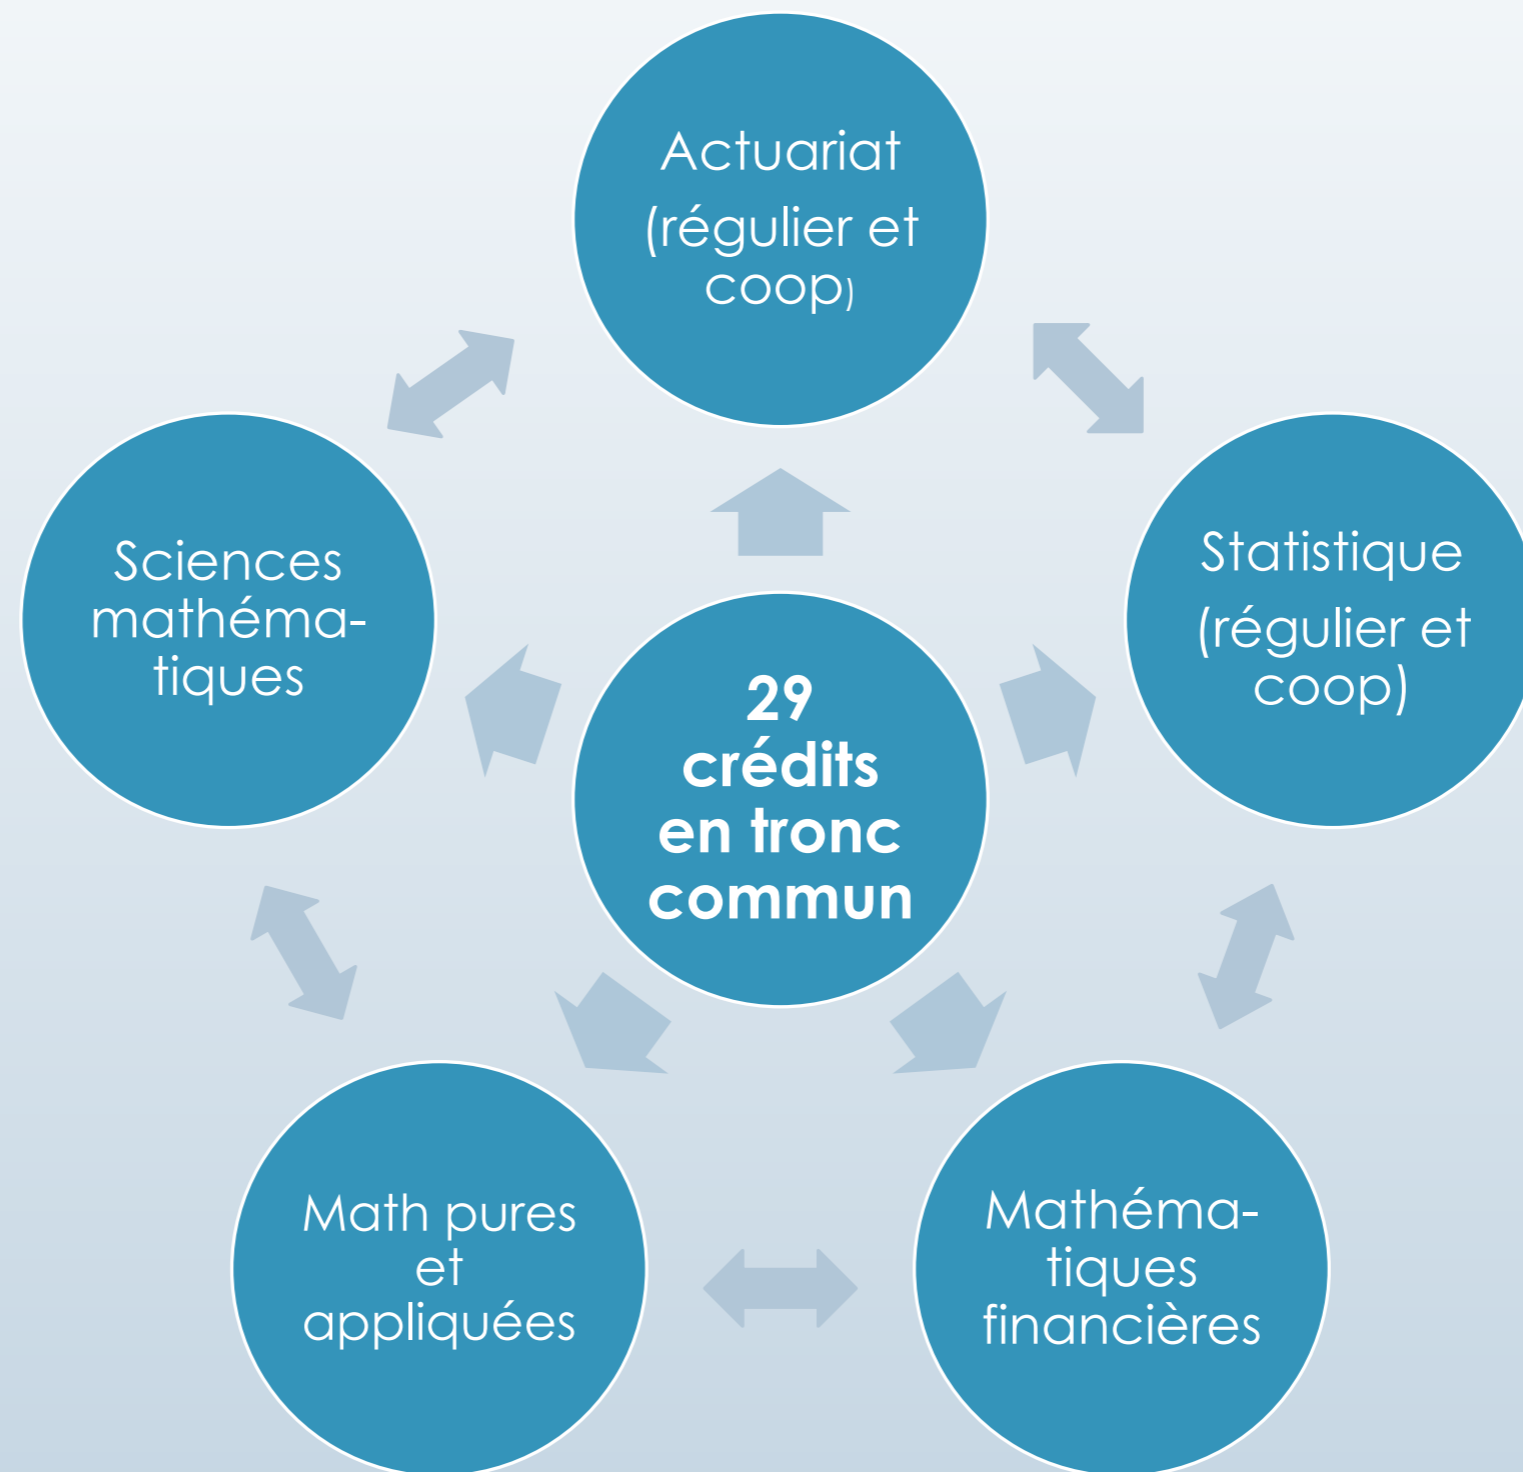 Actuariat
(régulier et
coop)
Sciences
mathéma-
tiques
Statistique
(régulier et
coop)
29
crédits
en tronc
commun
Math pures
et
appliquées
Mathéma-
tiques
financières